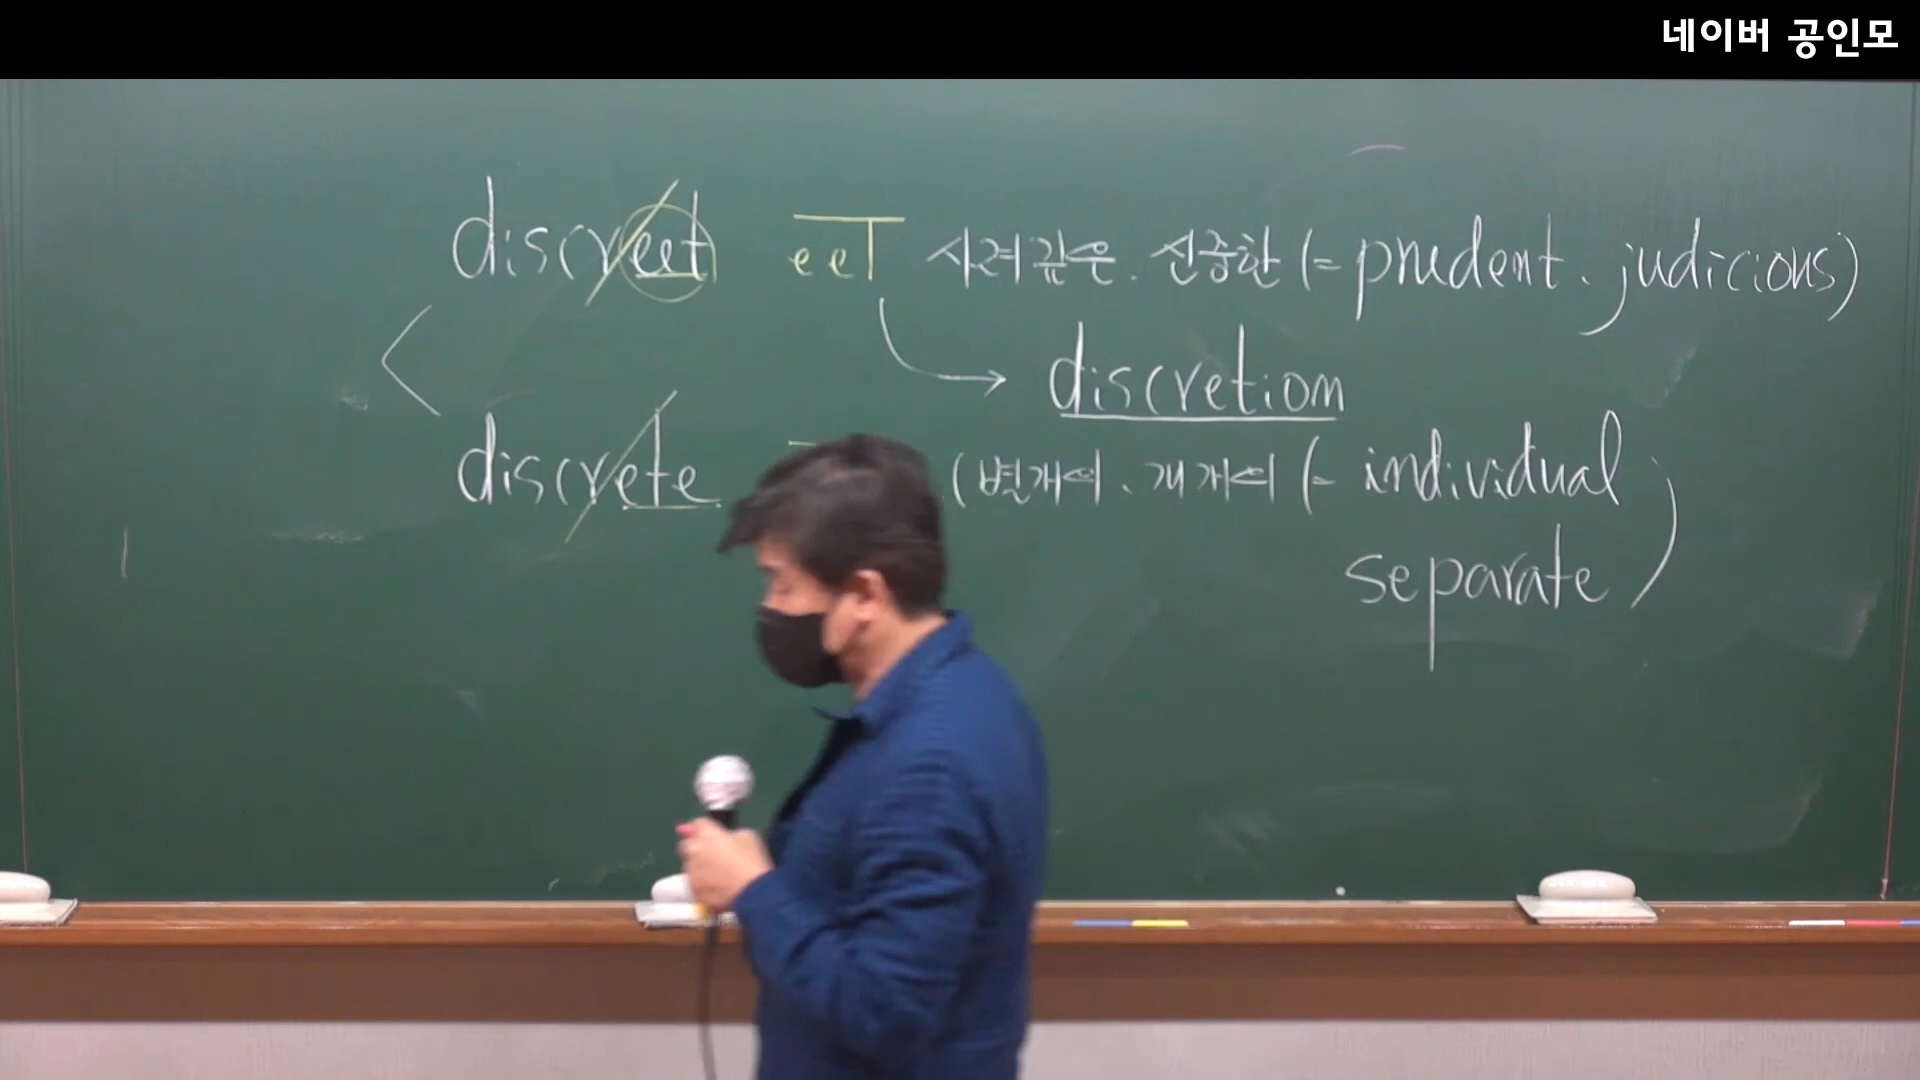 네이버 공인모
discreet eeT 사려깊은. 신중한 (= prudent. judicious)
discretion
discrete (별개의. 개개의 (= individual
separate)